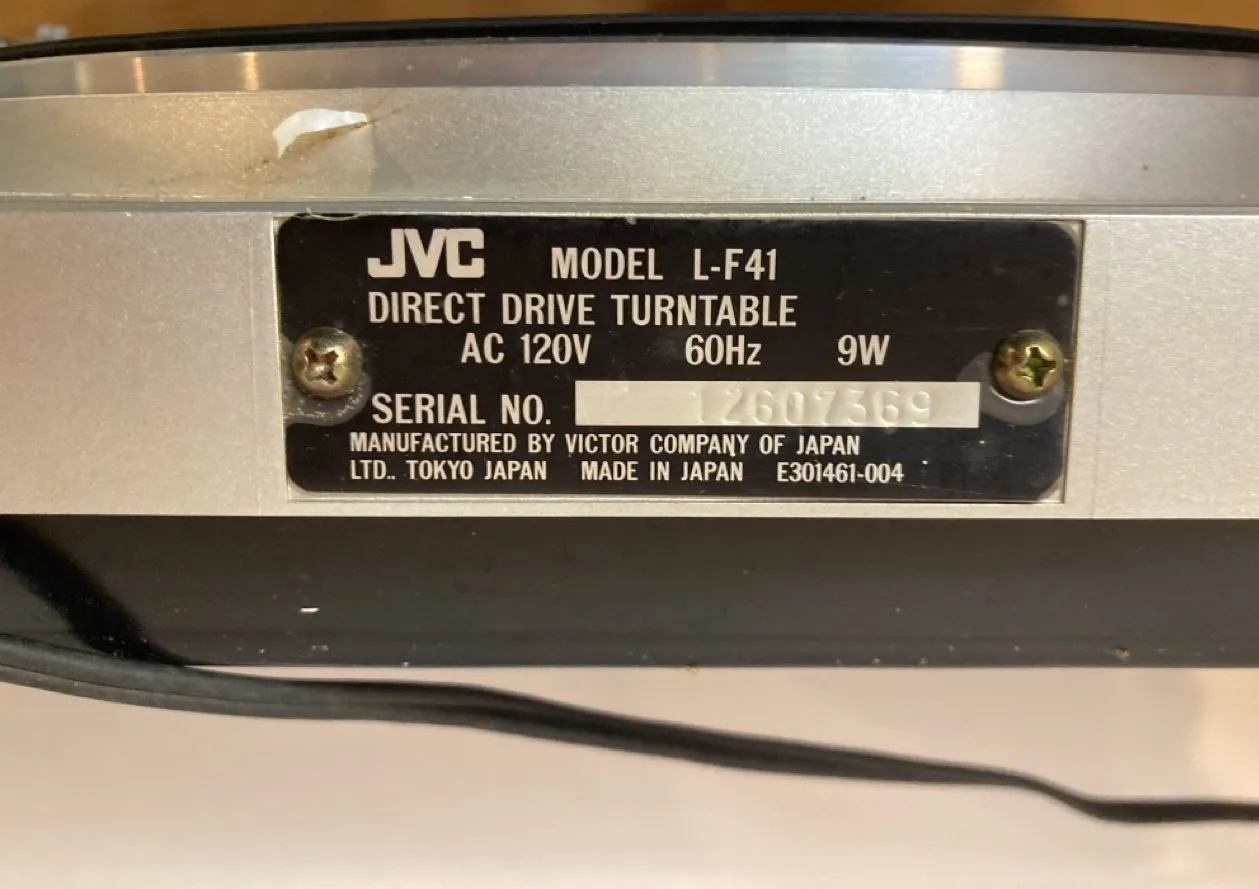 JVC MODEL L-F41
DIRECT DRIVE TURNTABLE
AC 120V 60Hz 9W
SERIAL NO. 12607369
MANUFACTURED BY VICTOR COMPANY OF JAPAN
LTD.. TOKYO JAPAN MADE IN JAPAN E301461-004